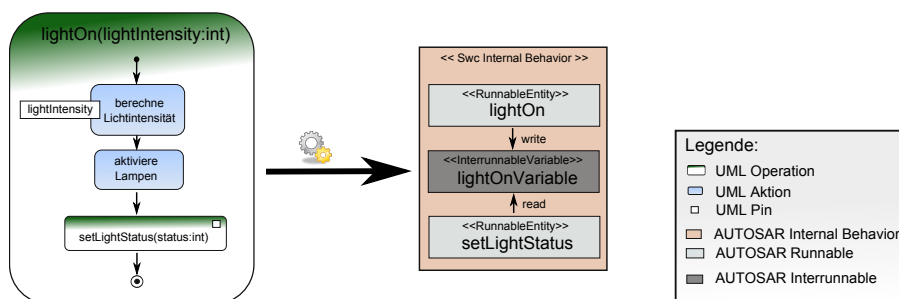 lightOn(lightIntensity:int)
lightIntensity
berechne
Lichtintensität
aktiviere
Lampen
setLightStatus(status:int)
<< Swc Internal Behavior >>
<<RunnableEntity>>
lightOn
write
<<InterrunnableVariable>>
lightOnVariable
read
<<RunnableEntity>>
setLightStatus
Legende:
UML Operation
UML Aktion
UML Pin
AUTOSAR Internal Behavior
AUTOSAR Runnable
AUTOSAR Interrunnable